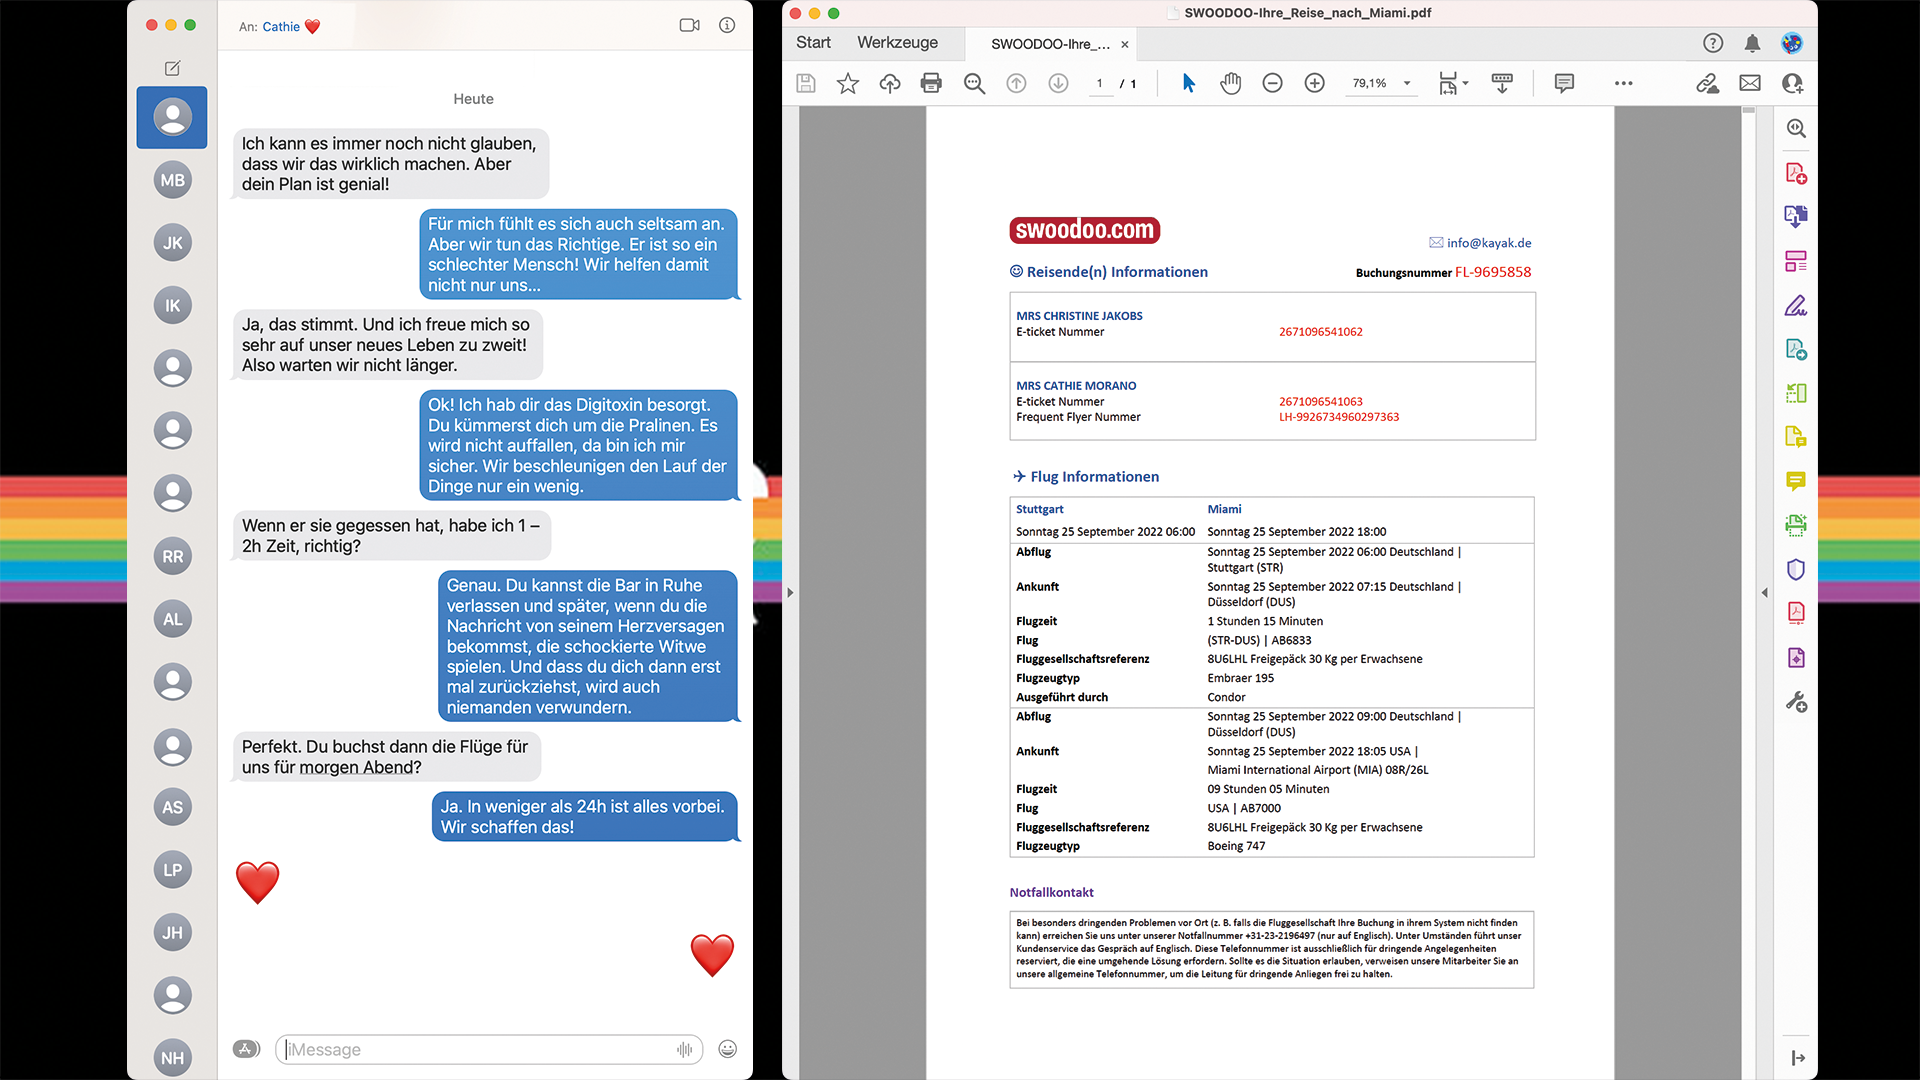 An: Cathie ❤️
MB
JK
IK
RR
AL
AS
LP
JH
NH
Heute
Ich kann es immer noch nicht glauben,
dass wir das wirklich machen. Aber
dein Plan ist genial!
Für mich fühlt es sich auch seltsam an.
Aber wir tun das Richtige. Er ist so ein
schlechter Mensch! Wir helfen damit
nicht nur uns...
Ja, das stimmt. Und ich freue mich so
sehr auf unser neues Leben zu zweit!
Also warten wir nicht länger.
Ok! Ich hab dir das Digitoxin besorgt.
Du kümmerst dich um die Pralinen. Es
wird nicht auffallen, da bin ich mir
sicher. Wir beschleunigen den Lauf der
Dinge nur ein wenig.
Wenn er sie gegessen hat, habe ich 1 –
2h Zeit, richtig?
Genau. Du kannst die Bar in Ruhe
verlassen und später, wenn du die
Nachricht von seinem Herzversagen
bekommst, die schockierte Witwe
spielen. Und dass du dich dann erst
mal zurückziehst, wird auch
niemanden verwundern.
Perfekt. Du buchst dann die Flüge für
uns für morgen Abend?
Ja. In weniger als 24h ist alles vorbei.
Wir schaffen das!
❤️
❤️
iMessage
SWOODOO-Ihre_Reise_nach_Miami.pdf
Start Werkzeuge SWOODOO-Ihre_... ×
1 / 1 79,1%
swoodoo.com
info@kayak.de
Reisende(n) Informationen Buchungsnummer FL-9695858
MRS CHRISTINE JAKOBS
E-ticket Nummer 2671096541062
MRS CATHIE MORANO
E-ticket Nummer 2671096541063
Frequent Flyer Nummer LH-9926734960297363
Flug Informationen
Stuttgart Miami
Sonntag 25 September 2022 06:00 Sonntag 25 September 2022 18:00
Abflug Sonntag 25 September 2022 06:00 Deutschland |
Stuttgart (STR)
Ankunft Sonntag 25 September 2022 07:15 Deutschland |
Düsseldorf (DUS)
Flugzeit 1 Stunden 15 Minuten
Flug (STR-DUS) | AB6833
Fluggesellschaftsreferenz 8U6LHL Freigepäck 30 Kg per Erwachsene
Flugzeugtyp Embraer 195
Ausgeführt durch Condor
Abflug Sonntag 25 September 2022 09:00 Deutschland |
Düsseldorf (DUS)
Ankunft Sonntag 25 September 2022 18:05 USA |
Miami International Airport (MIA) 08R/26L
Flugzeit 09 Stunden 05 Minuten
Flug USA | AB7000
Fluggesellschaftsreferenz 8U6LHL Freigepäck 30 Kg per Erwachsene
Flugzeugtyp Boeing 747
Notfallkontakt
Bei besonders dringenden Problemen vor Ort (z. B. falls die Fluggesellschaft Ihre Buchung in ihrem System nicht finden
kann) erreichen Sie uns unter unserer Notfallnummer +31-23-2196497 (nur auf Englisch). Unter Umständen führt unser
Kundenservice das Gespräch auf Englisch. Diese Telefonnummer ist ausschließlich für dringende Angelegenheiten
reserviert, die eine umgehende Lösung erfordern. Sollte es die Situation erlauben, verweisen unsere Mitarbeiter Sie an
unsere allgemeine Telefonnummer, um die Leitung für dringende Anliegen frei zu halten.